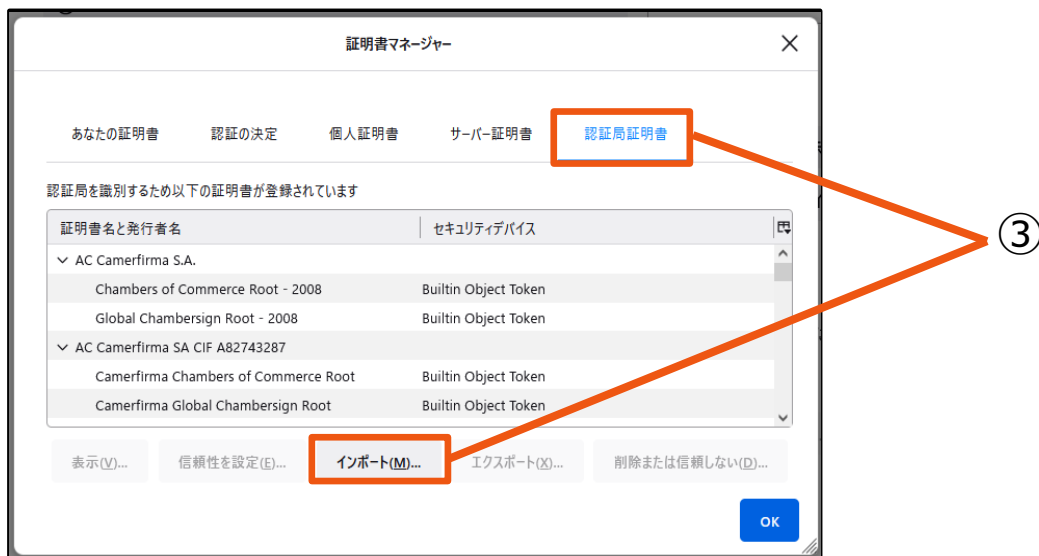 証明書マネージャー
あなたの証明書 認証の決定 個人証明書 サーバー証明書 認証局証明書
認証局を識別するため以下の証明書が登録されています
証明書名と発行者名 セキュリティデバイス
AC Camerfirma S.A.
Chambers of Commerce Root - 2008 Builtin Object Token
Global Chambersign Root - 2008 Builtin Object Token
AC Camerfirma SA CIF A82743287
Camerfirma Chambers of Commerce Root Builtin Object Token
Camerfirma Global Chambersign Root Builtin Object Token
表示(V)... 信頼性を設定(E)... インポート(M)... エクスポート(X)... 削除または信頼しない(D)...
OK
③